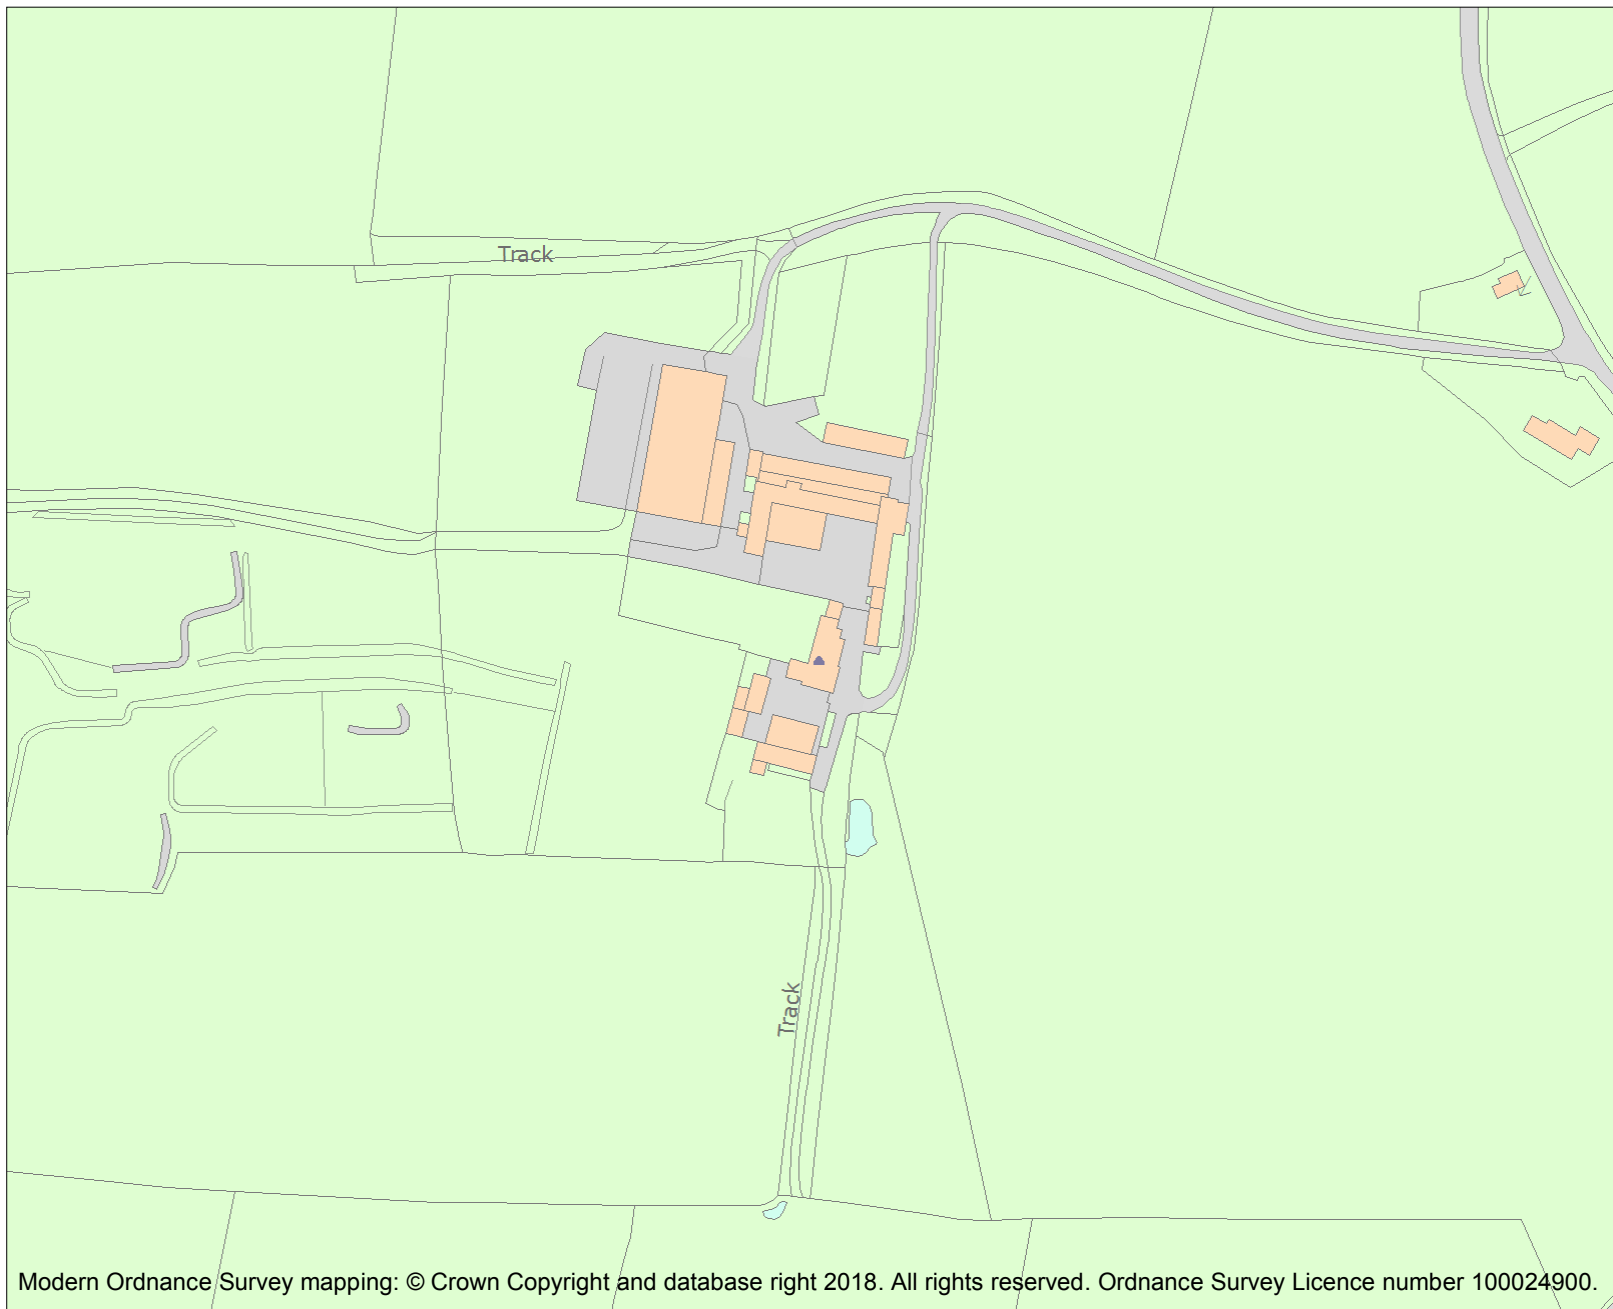 Track
Track
Modern Ordnance Survey mapping: © Crown Copyright and database right 2018. All rights reserved. Ordnance Survey Licence number 100024900.